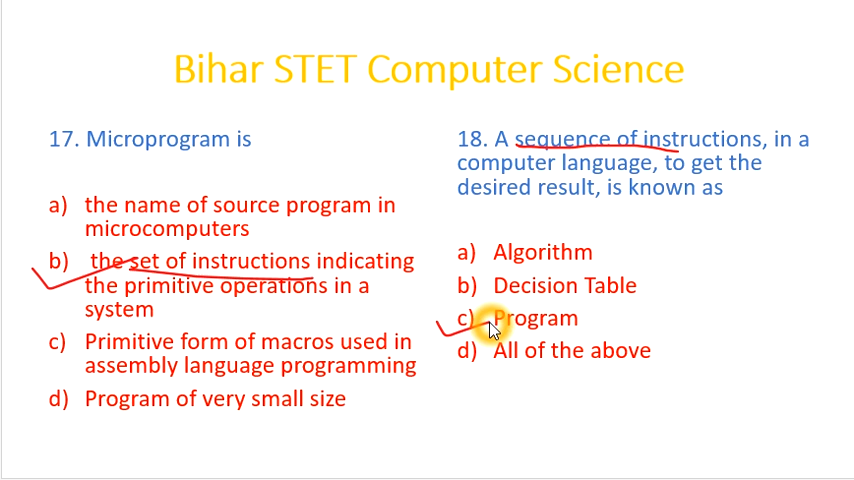 Bihar STET Computer Science
17. Microprogram is
a) the name of source program in
microcomputers
b) the set of instructions indicating
the primitive operations in a
system
c) Primitive form of macros used in
assembly language programming
d) Program of very small size
18. A sequence of instructions, in a
computer language, to get the
desired result, is known as
a) Algorithm
b) Decision Table
c) Program
d) All of the above